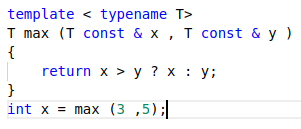 template < typename T>
T max (T const & x , T const & y )
{
return x > y ? x : y;
}
int x = max (3 ,5);